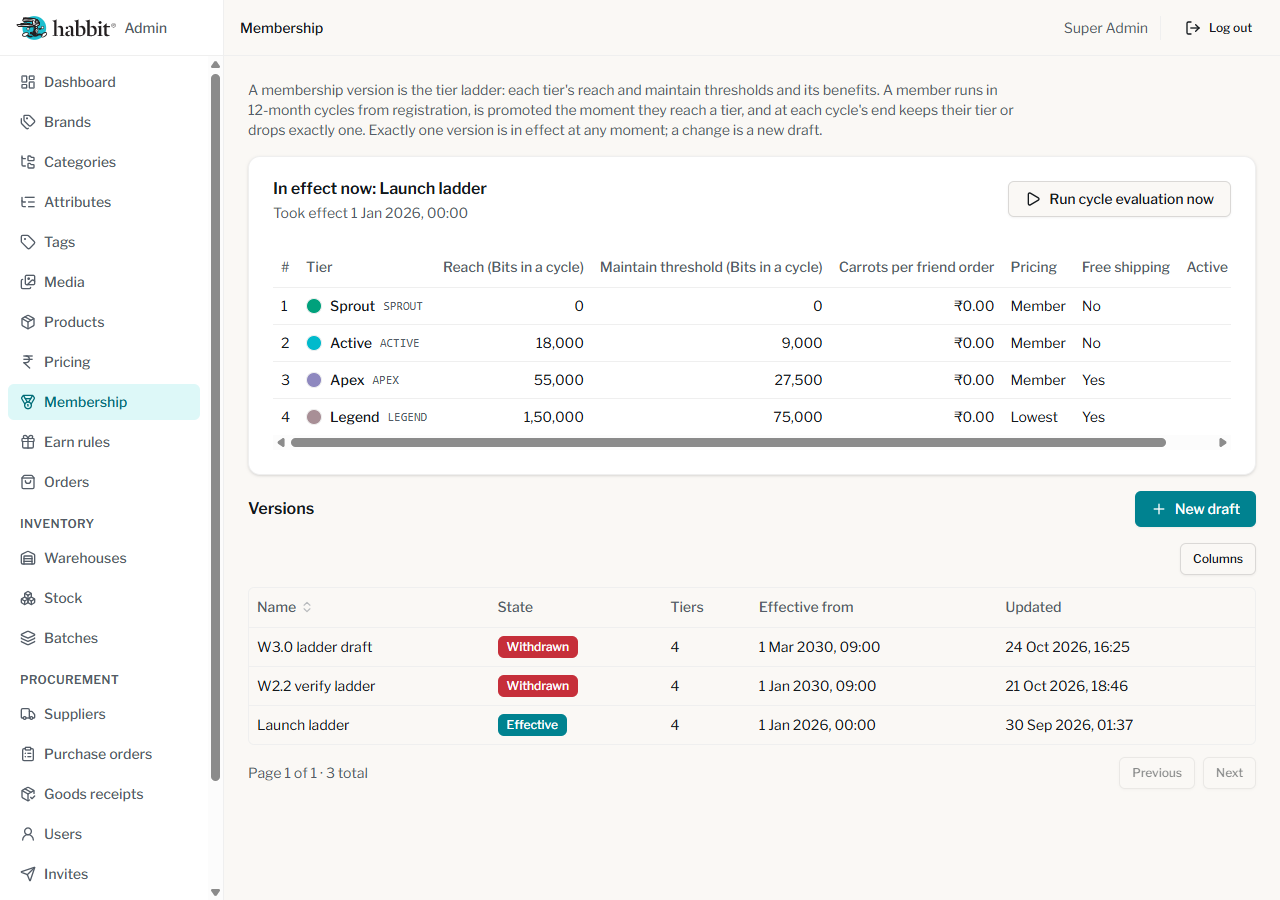 habbit® Admin
Membership
Super Admin
Log out
Dashboard
Brands
Categories
Attributes
Tags
Media
Products
Pricing
Membership
Earn rules
Orders
INVENTORY
Warehouses
Stock
Batches
PROCUREMENT
Suppliers
Purchase orders
Goods receipts
Users
Invites
A membership version is the tier ladder: each tier's reach and maintain thresholds and its benefits. A member runs in
12-month cycles from registration, is promoted the moment they reach a tier, and at each cycle's end keeps their tier or
drops exactly one. Exactly one version is in effect at any moment; a change is a new draft.
In effect now: Launch ladder
Took effect 1 Jan 2026, 00:00
Run cycle evaluation now
# Tier Reach (Bits in a cycle) Maintain threshold (Bits in a cycle) Carrots per friend order Pricing Free shipping Active
1 Sprout SPROUT 0 0 ₹0.00 Member No
2 Active ACTIVE 18,000 9,000 ₹0.00 Member No
3 Apex APEX 55,000 27,500 ₹0.00 Member Yes
4 Legend LEGEND 1,50,000 75,000 ₹0.00 Lowest Yes
Versions
New draft
Columns
Name State Tiers Effective from Updated
W3.0 ladder draft Withdrawn 4 1 Mar 2030, 09:00 24 Oct 2026, 16:25
W2.2 verify ladder Withdrawn 4 1 Jan 2030, 09:00 21 Oct 2026, 18:46
Launch ladder Effective 4 1 Jan 2026, 00:00 30 Sep 2026, 01:37
Page 1 of 1 · 3 total
Previous
Next